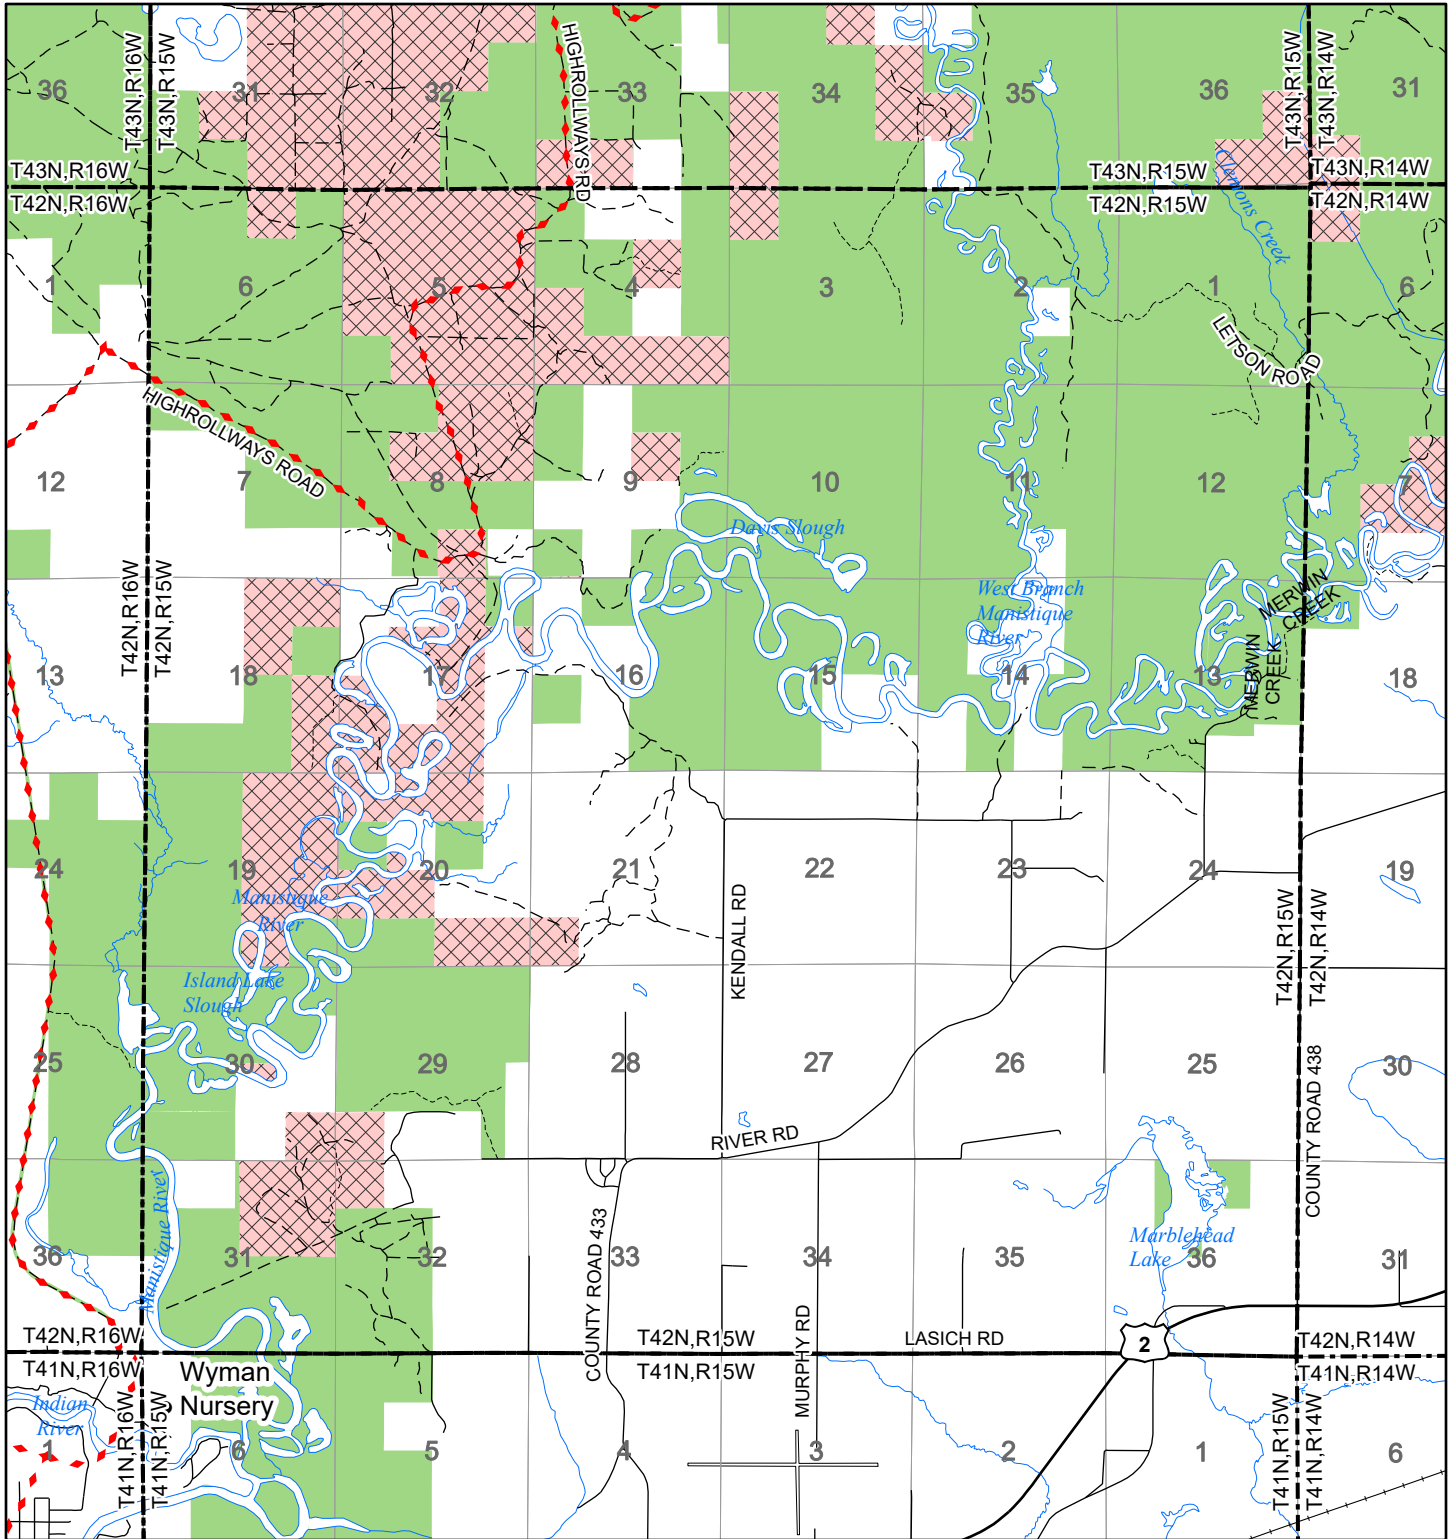 36
31
32
33
34
35
36
31
T43N,R16W
T43N,R15W
HIGHROLLWAYS RD
T43N,R15W
T43N,R14W
T43N,R16W
T42N,R16W
T43N,R15W
T42N,R15W
T43N,R14W
T42N,R14W
Clemons Creek
1
6
5
4
3
2
1
6
LETSON ROAD
HIGHROLLWAYS ROAD
12
7
8
9
10
11
12
7
Davis Slough
T42N,R16W
T42N,R15W
West Branch
Manistique
River
MERWIN
CREEK
MERWIN
CREEK
13
18
17
16
15
14
13
18
24
19
20
21
22
23
24
19
Manistique
River
KENDALL RD
T42N,R15W
T42N,R14W
Island Lake
Slough
25
30
29
28
27
26
25
30
COUNTY ROAD 438
RIVER RD
Manistique River
COUNTY ROAD 433
Marblehead
Lake
36
31
32
33
34
35
36
31
MURPHY RD
LASICH RD
2
T42N,R16W
T41N,R16W
T42N,R15W
T41N,R15W
T42N,R14W
T41N,R14W
Wyman
Nursery
Indian
River
T41N,R16W
T41N,R15W
T41N,R15W
T41N,R14W
1
6
5
4
3
2
1
6